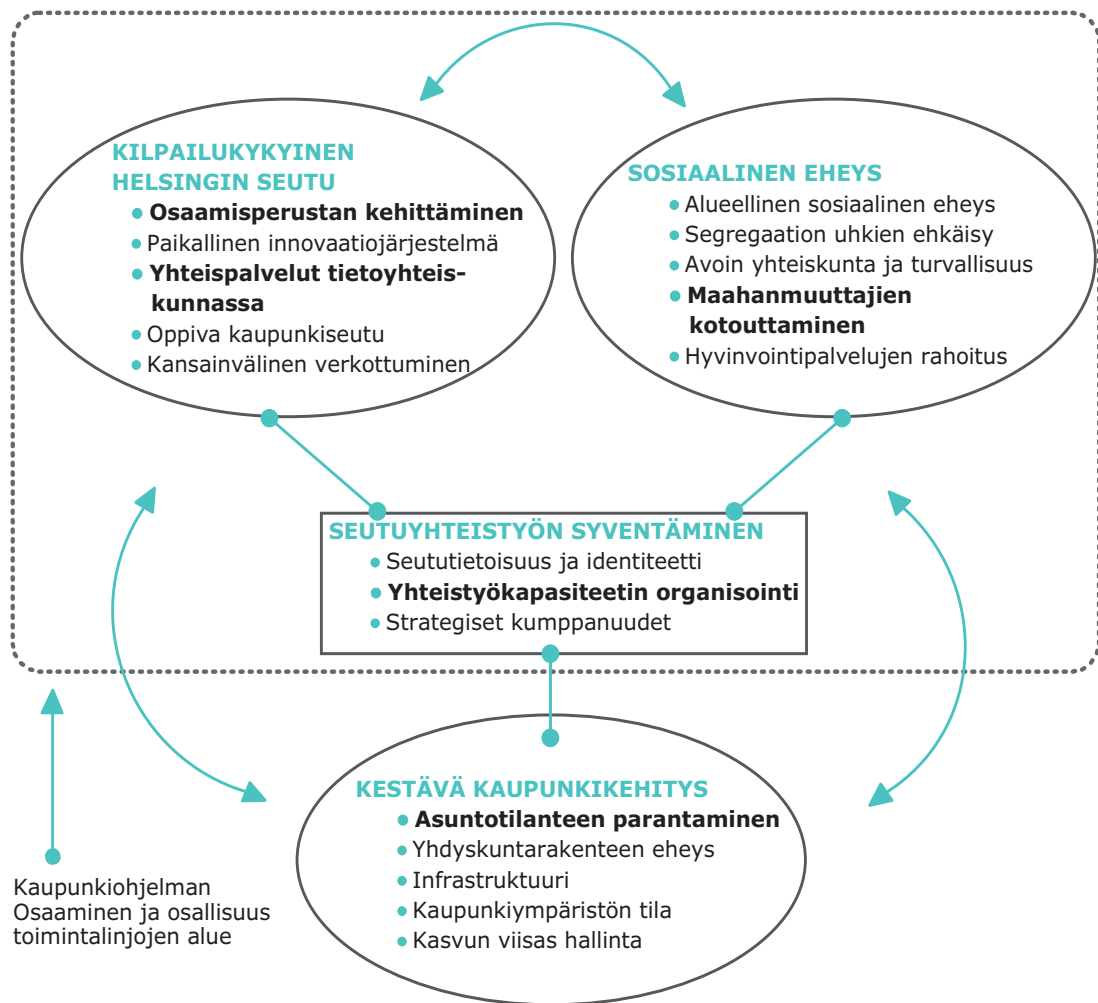 KILPAILUKYKYINEN
HELSINGIN SEUTU
• Osaamisperustan kehittäminen
• Paikallinen innovaatiojärjestelmä
• Yhteispalvelut tietoyhteis-
kunnassa
• Oppiva kaupunkiseutu
• Kansainvälinen verkottuminen
SOSIAALINEN EHEYS
• Alueellinen sosiaalinen eheys
• Segregaation uhkien ehkäisy
• Avoin yhteiskunta ja turvallisuus
• Maahanmuuttajien
kotouttaminen
• Hyvinvointipalvelujen rahoitus
SEUTUYHTEISTYÖN SYVENTÄMINEN
• Seututietoisuus ja identiteetti
• Yhteistyökapasiteetin organisointi
• Strategiset kumppanuudet
KESTÄVÄ KAUPUNKIKEHITYS
• Asuntotilanteen parantaminen
• Yhdyskuntarakenteen eheys
• Infrastruktuuri
• Kaupunkiympäristön tila
• Kasvun viisas hallinta
Kaupunkiohjelman
Osaaminen ja osallisuus
toimintalinjojen alue